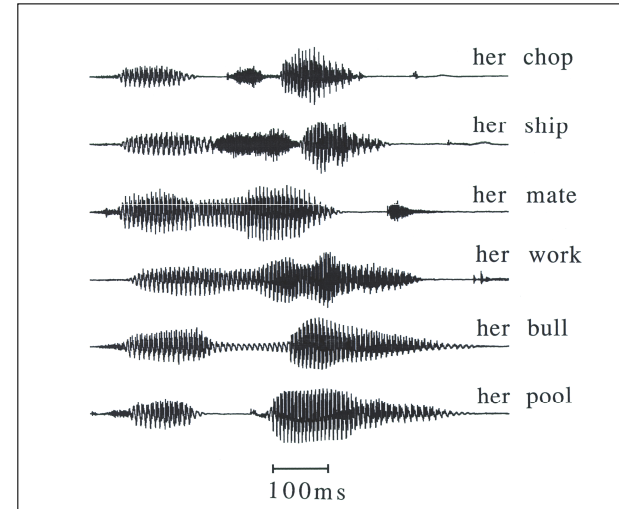 her chop
her ship
her mate
her work
her bull
her pool
100ms